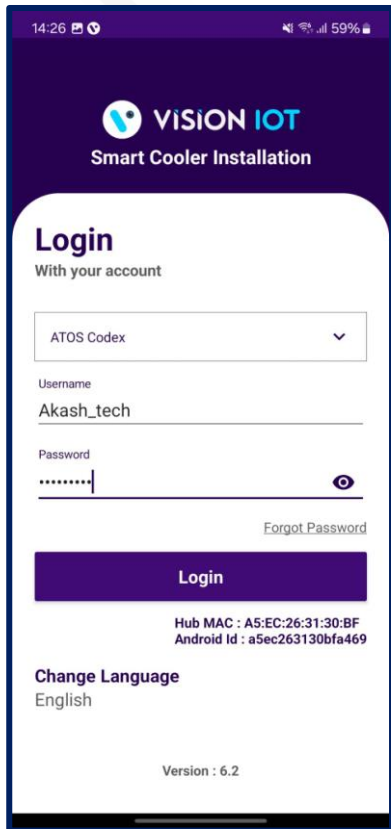 14:26 59%
VISION IOT
Smart Cooler Installation
Login
With your account
ATOS Codex
Username
Akash_tech
Password
•••••••••
Forgot Password
Login
Hub MAC : A5:EC:26:31:30:BF
Android Id : a5ec263130bfa469
Change Language
English
Version : 6.2